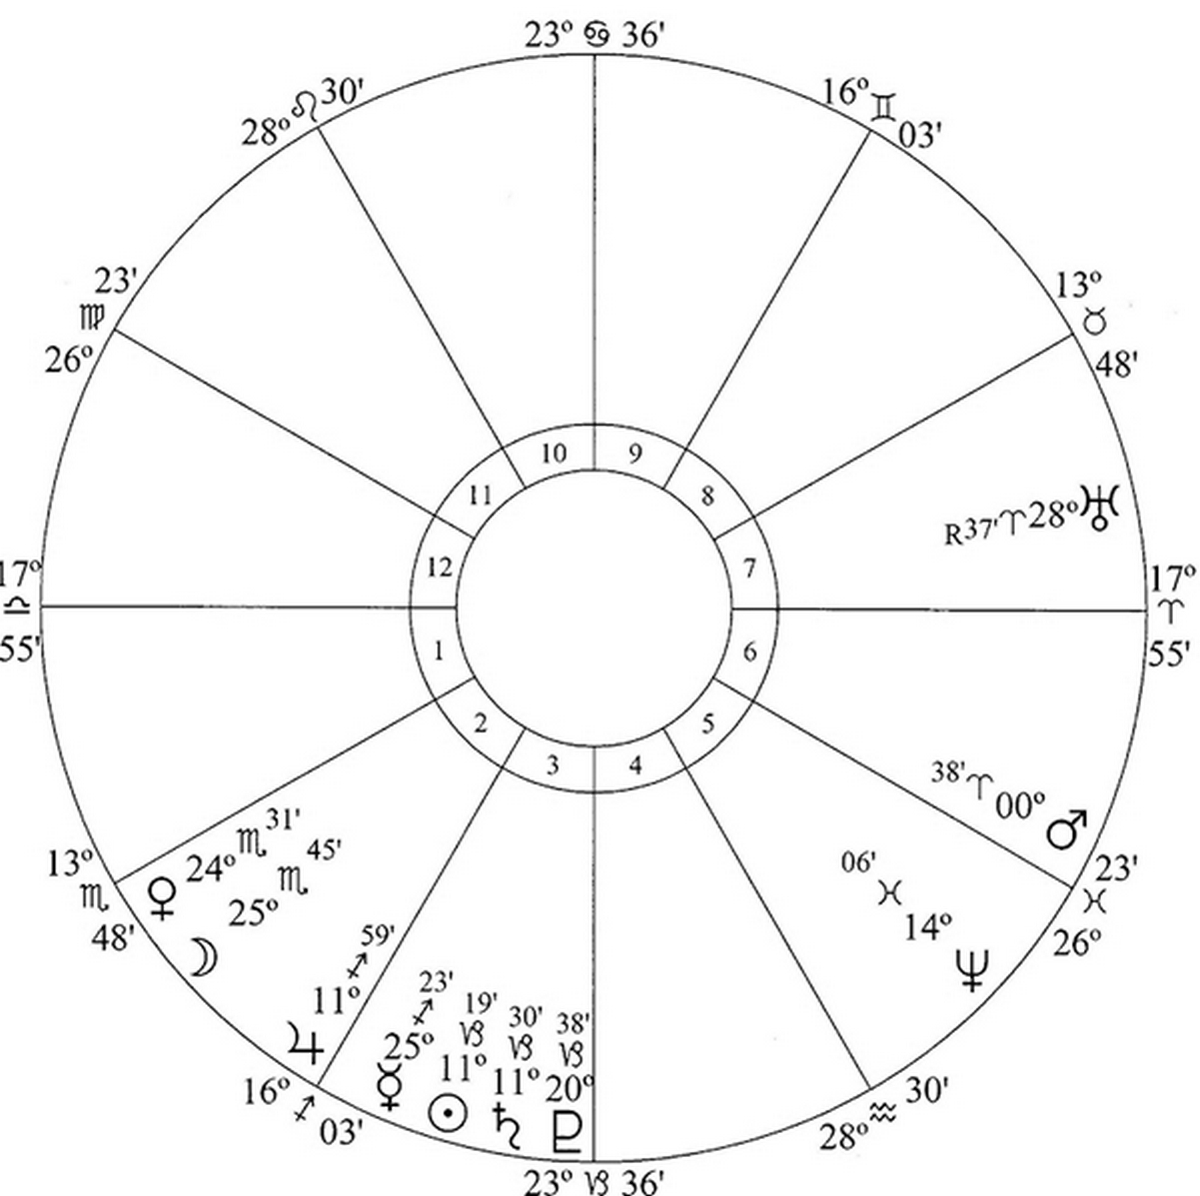 23° ♋ 36'
28° ♌ 30'
16° ♊ 03'
23' ♍ 26°
13° ♉ 48'
10
9
11
8
12
7
R 37' ♈ 28° ♅
17° ♎ 55'
17° ♈ 55'
1
6
2
5
3
4
♀ 24° ♏ 31'
☽ 25° ♏ 45'
13° ♏ 48'
38' ♈ 00° ♂
06' ♓ 14° ♆
23' ♓ 26°
♃ 11° ♐ 59'
☿ 25° ♐ 23'
☉ 11° ♑ 19'
♄ 11° ♑ 30'
♇ 20° ♑ 38'
16° ♐ 03'
28° ♒ 30'
23° ♑ 36'